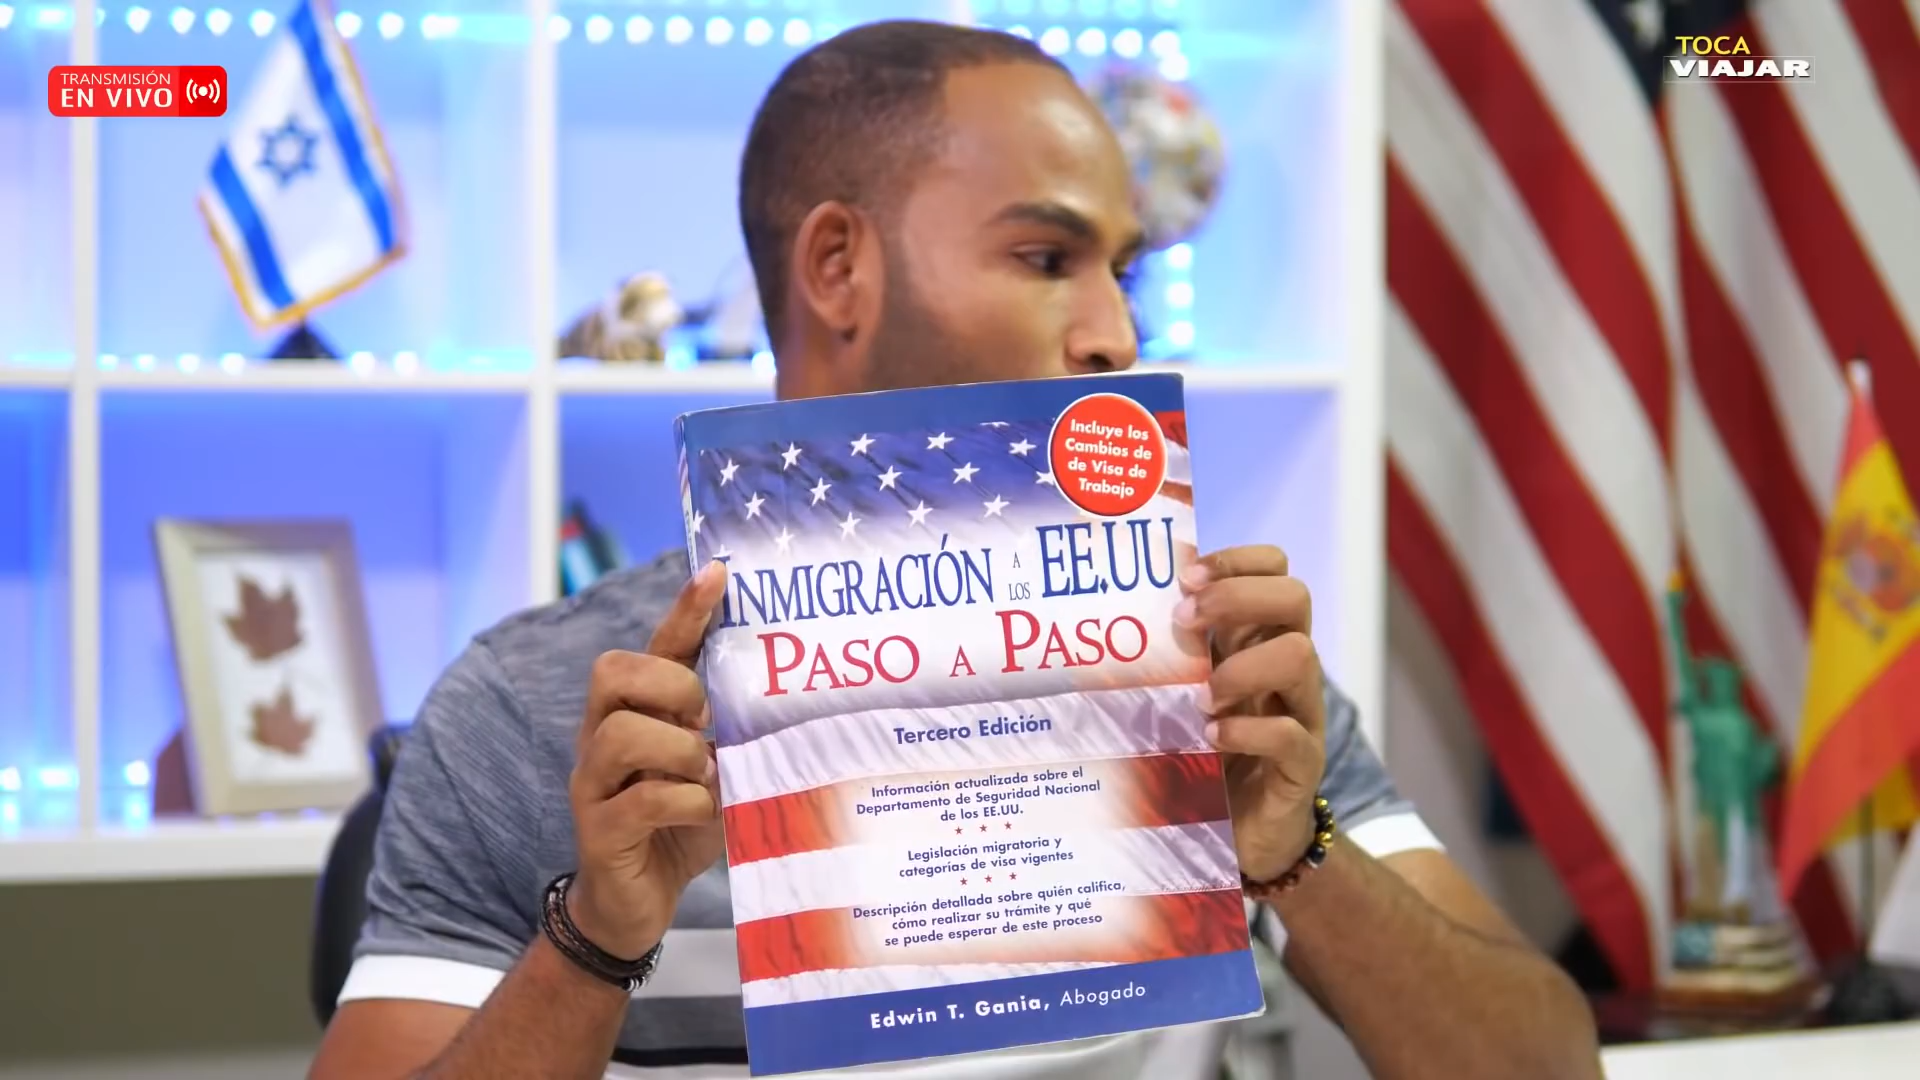 TRANSMISIÓN
EN VIVO
TOCA
VIAJAR
Incluye los
Cambios de
de Visa de
Trabajo
INMIGRACIÓN A LOS EE.UU
PASO A PASO
Tercero Edición
Información actualizada sobre el
Departamento de Seguridad Nacional
de los EE.UU.
Legislación migratoria y
categorías de visa vigentes
Descripción detallada sobre quién califica,
cómo realizar su trámite y qué
se puede esperar de este proceso
Edwin T. Gania, Abogado